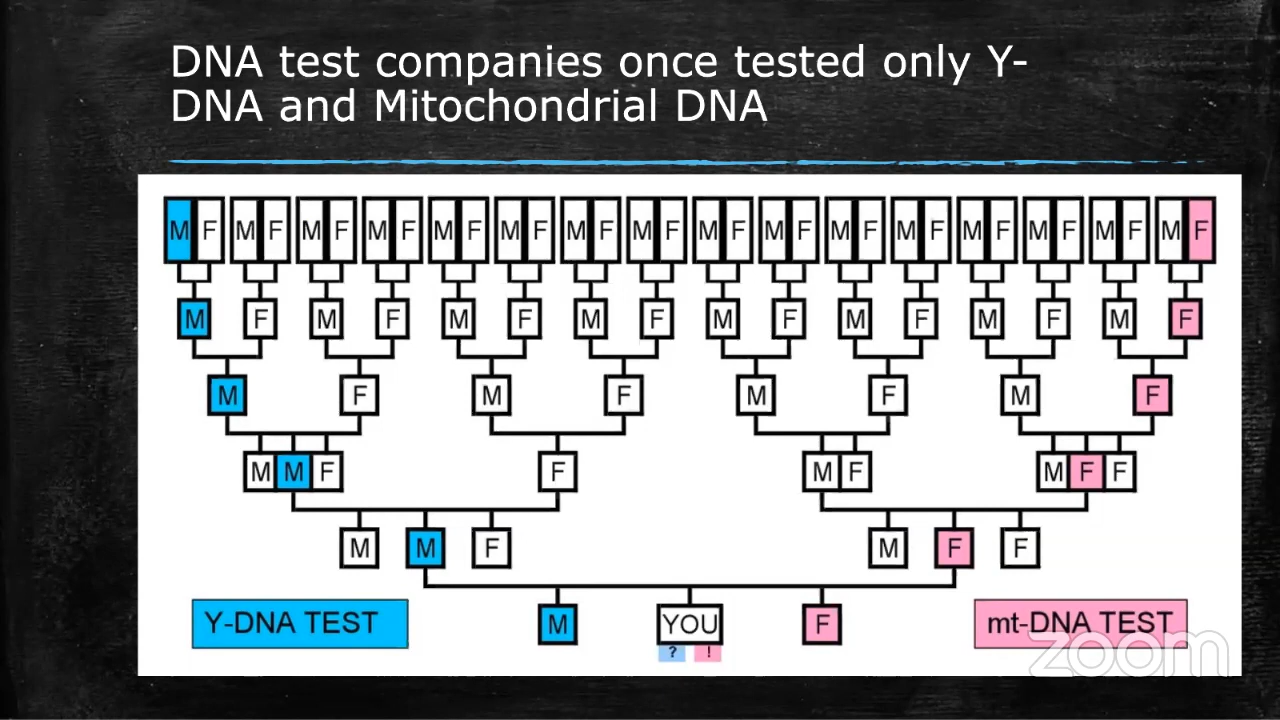 DNA test companies once tested only Y-
DNA and Mitochondrial DNA
M F M F M F M F M F M F M F M F M F M F M F M F M F M F M F M F
M F M F M F M F M F M F M F M F
M F M F M F M F
M M F F M F M F F
M M F M F F
Y-DNA TEST M YOU F mt-DNA TEST
? !
zoom